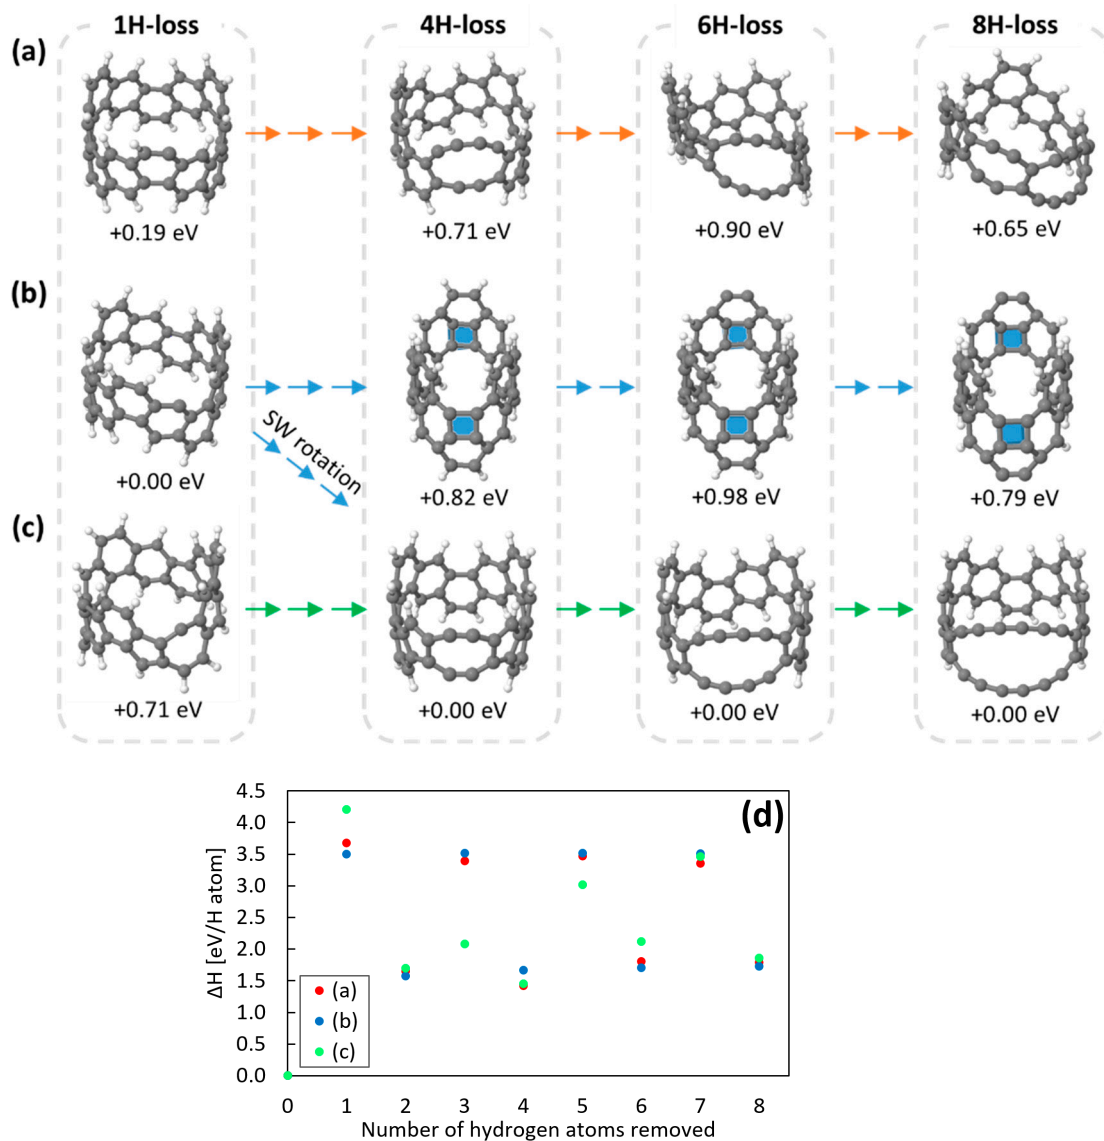 1H-loss 4H-loss 6H-loss 8H-loss
(a)
+0.19 eV +0.71 eV +0.90 eV +0.65 eV
(b)
SW rotation
+0.00 eV +0.82 eV +0.98 eV +0.79 eV
(c)
+0.71 eV +0.00 eV +0.00 eV +0.00 eV
(d)
ΔH [eV/H atom]
4.5
4.0
3.5
3.0
2.5
2.0
1.5
1.0
0.5
0.0
(a)
(b)
(c)
0 1 2 3 4 5 6 7 8
Number of hydrogen atoms removed